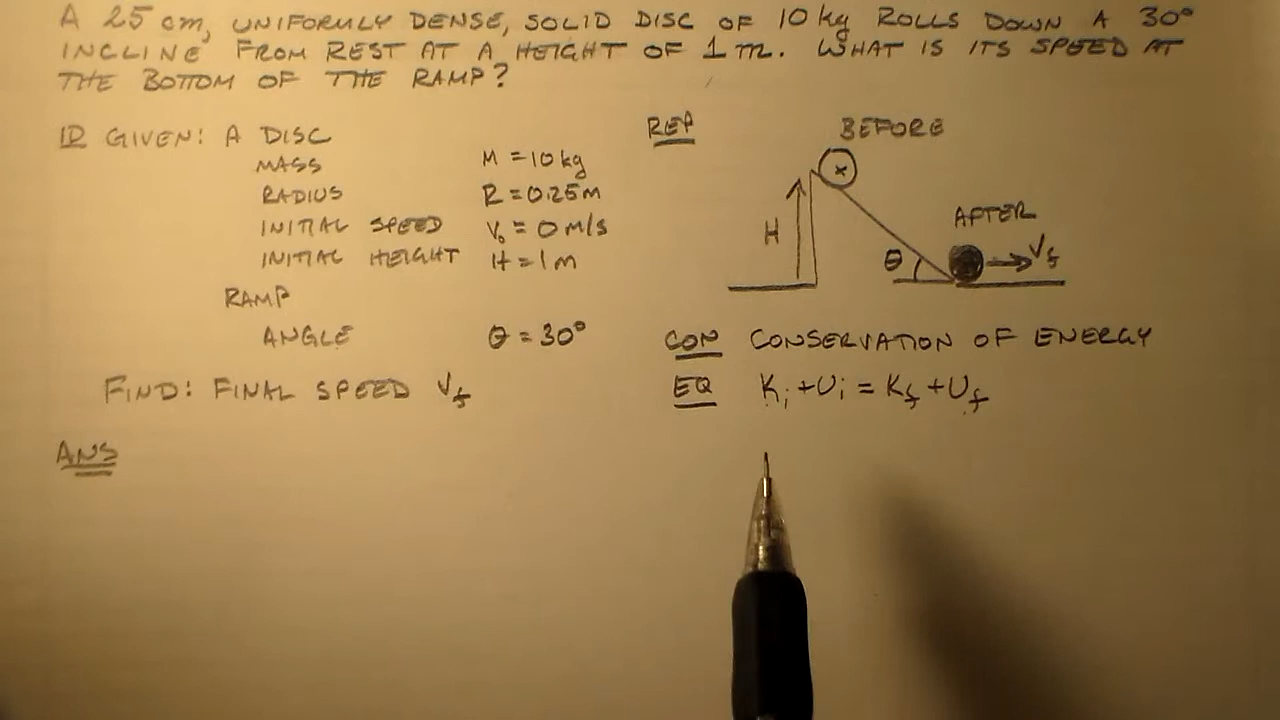 A 25 cm, UNIFORMLY DENSE, SOLID DISC OF 10 kg ROLLS DOWN A 30°
INCLINE FROM REST AT A HEIGHT OF 1 m. WHAT IS ITS SPEED AT
THE BOTTOM OF THE RAMP?
ID GIVEN: A DISC
MASS M = 10 kg
RADIUS R = 0.25 M
INITIAL SPEED V₀ = 0 M/S
INITIAL HEIGHT H = 1 M
RAMP
ANGLE θ = 30°
FIND: FINAL SPEED Vf
ANS
REP
BEFORE
x
H
AFTER
θ
Vf
CON CONSERVATION OF ENERGY
EQ Ki + Ui = Kf + Uf